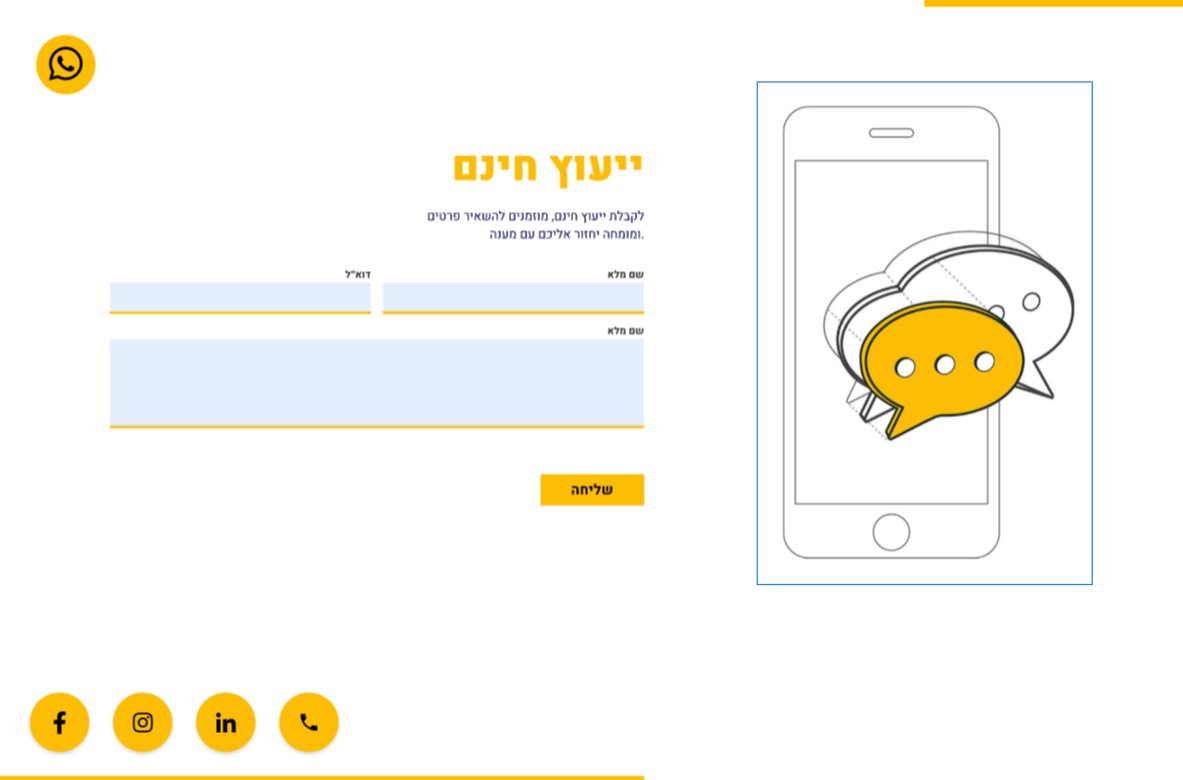 ייעוץ חינם
לקבלת ייעוץ חינם, מוזמנים להשאיר פרטים
ומומחה יחזור אליכם עם מענה.
שם מלא
דוא"ל
שם מלא
שליחה
in